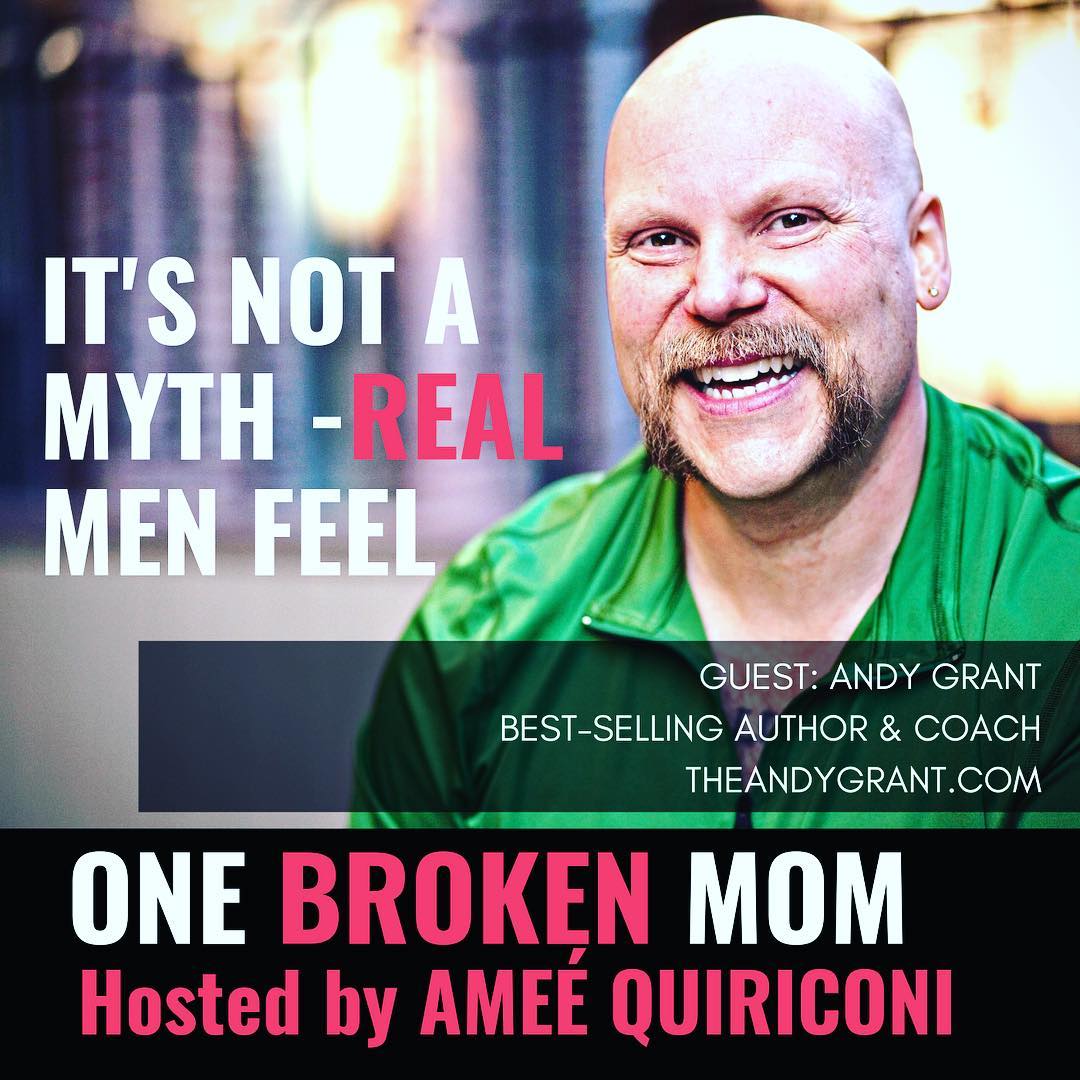 IT'S NOT A
MYTH -REAL
MEN FEEL
GUEST: ANDY GRANT
BEST-SELLING AUTHOR & COACH
THEANDYGRANT.COM
ONE BROKEN MOM
Hosted by AMEÉ QUIRICONI